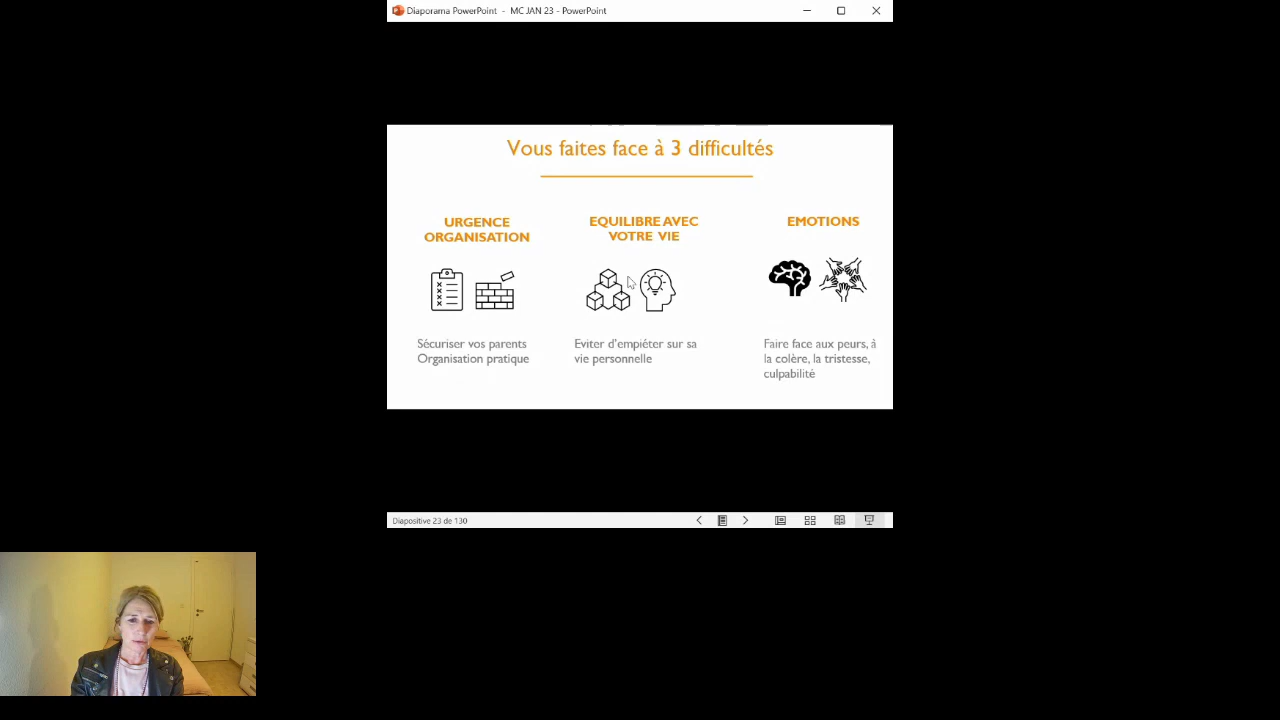 Diaporama PowerPoint - MC JAN 23 - PowerPoint
Vous faites face à 3 difficultés
URGENCE
ORGANISATION
Sécuriser vos parents
Organisation pratique
EQUILIBRE AVEC
VOTRE VIE
Eviter d'empiéter sur sa
vie personnelle
EMOTIONS
Faire face aux peurs, à
la colère, la tristesse,
culpabilité
Diapositive 23 de 130